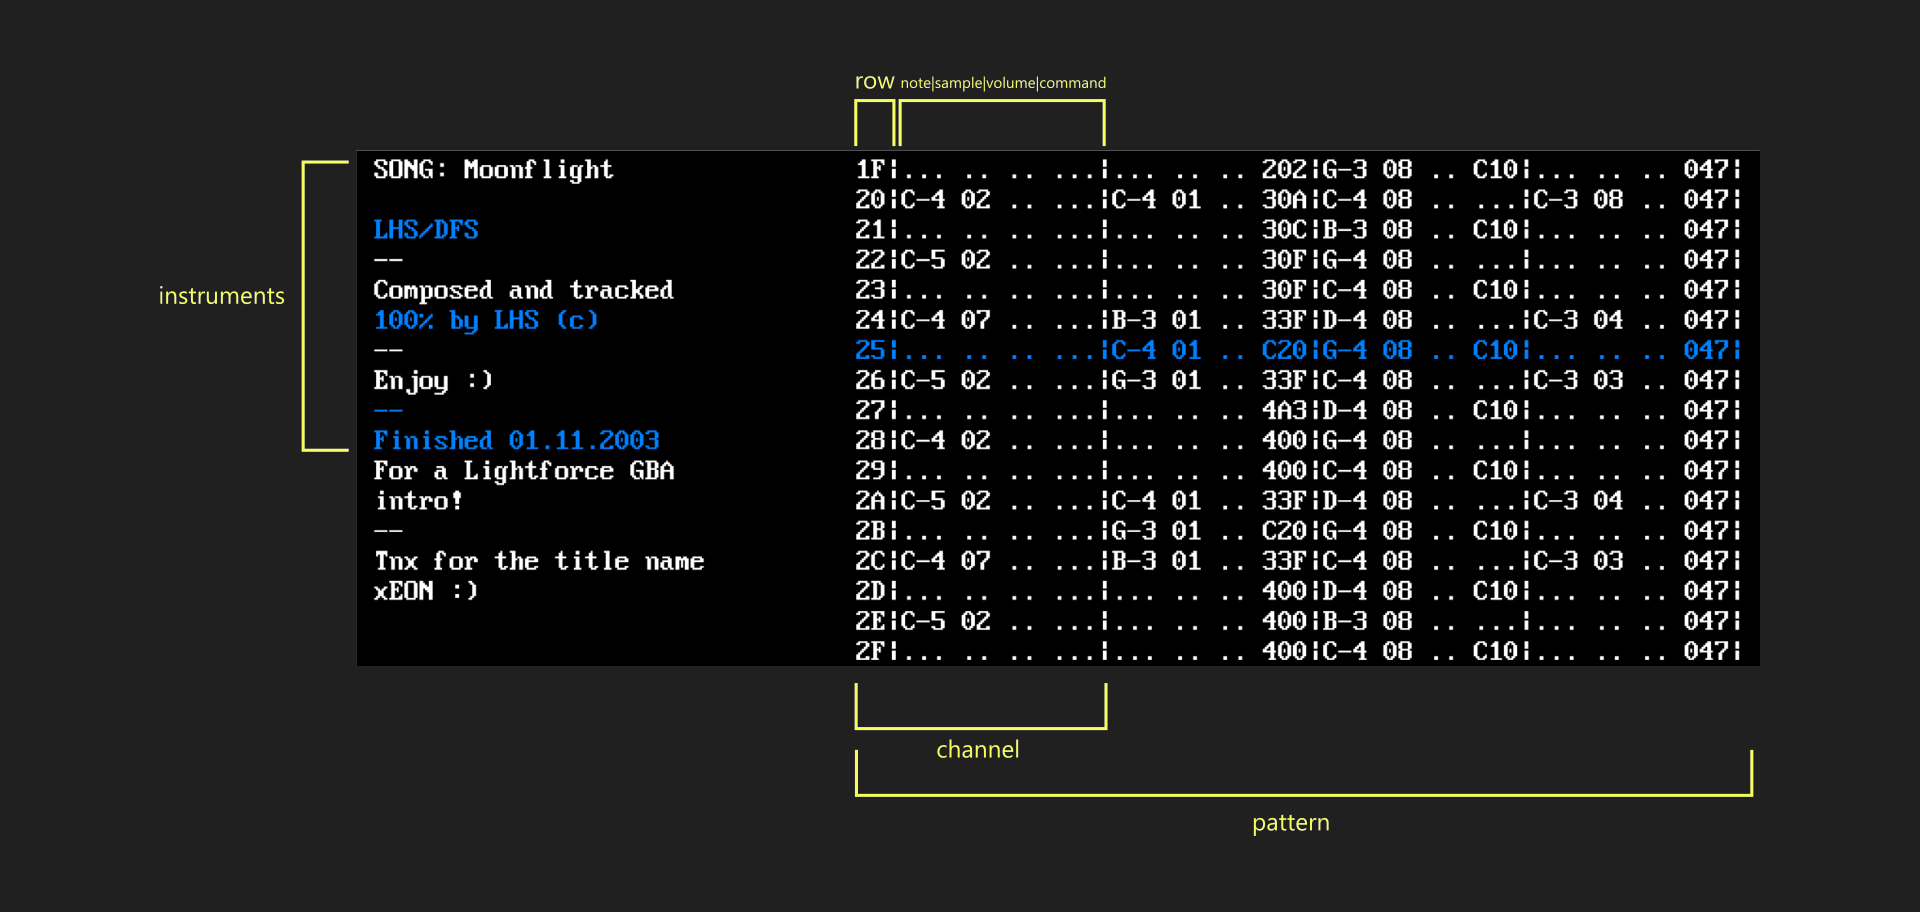 row note|sample|volume|command
SONG: Moonflight 1F|... .. .. ...|... .. .. 202|G-3 08 .. C10|... .. .. 047|
20|C-4 02 .. ...|C-4 01 .. 30A|C-4 08 .. ...|C-3 08 .. 047|
LHS/DFS 21|... .. .. ...|... .. .. 30C|B-3 08 .. C10|... .. .. 047|
-- 22|C-5 02 .. ...|... .. .. 30F|G-4 08 .. ...|... .. .. 047|
Composed and tracked 23|... .. .. ...|... .. .. 30F|C-4 08 .. C10|... .. .. 047|
100% by LHS (c) 24|C-4 07 .. ...|B-3 01 .. 33F|D-4 08 .. ...|C-3 04 .. 047|
-- 25|... .. .. ...|C-4 01 .. C20|G-4 08 .. C10|... .. .. 047|
Enjoy :) 26|C-5 02 .. ...|G-3 01 .. 33F|C-4 08 .. ...|C-3 03 .. 047|
-- 27|... .. .. ...|... .. .. 4A3|D-4 08 .. C10|... .. .. 047|
Finished 01.11.2003 28|C-4 02 .. ...|... .. .. 400|G-4 08 .. ...|... .. .. 047|
For a Lightforce GBA 29|... .. .. ...|... .. .. 400|C-4 08 .. C10|... .. .. 047|
intro! 2A|C-5 02 .. ...|C-4 01 .. 33F|D-4 08 .. ...|C-3 04 .. 047|
-- 2B|... .. .. ...|G-3 01 .. C20|G-4 08 .. C10|... .. .. 047|
Tnx for the title name 2C|C-4 07 .. ...|B-3 01 .. 33F|C-4 08 .. ...|C-3 03 .. 047|
xEON :) 2D|... .. .. ...|... .. .. 400|D-4 08 .. C10|... .. .. 047|
2E|C-5 02 .. ...|... .. .. 400|B-3 08 .. ...|... .. .. 047|
2F|... .. .. ...|... .. .. 400|C-4 08 .. C10|... .. .. 047|
instruments
channel
pattern